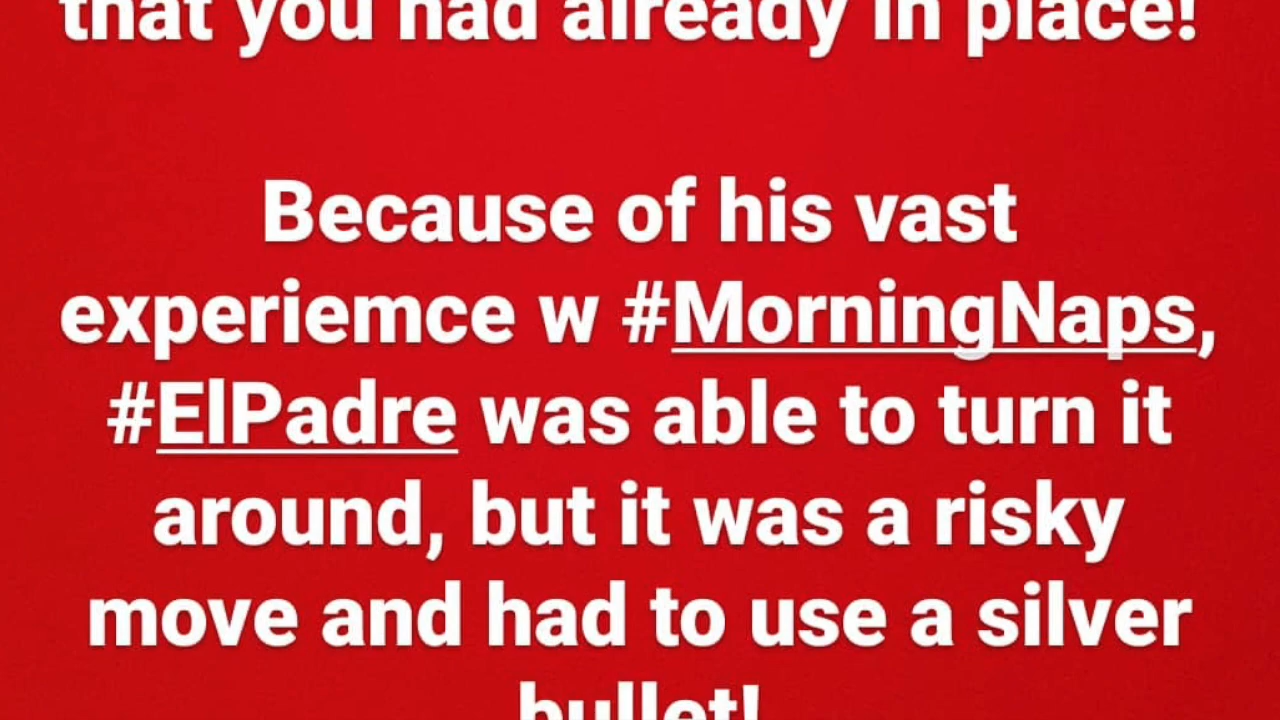 that you had already in place!
Because of his vast
experiemce w #MorningNaps,
#ElPadre was able to turn it
around, but it was a risky
move and had to use a silver
bullet!